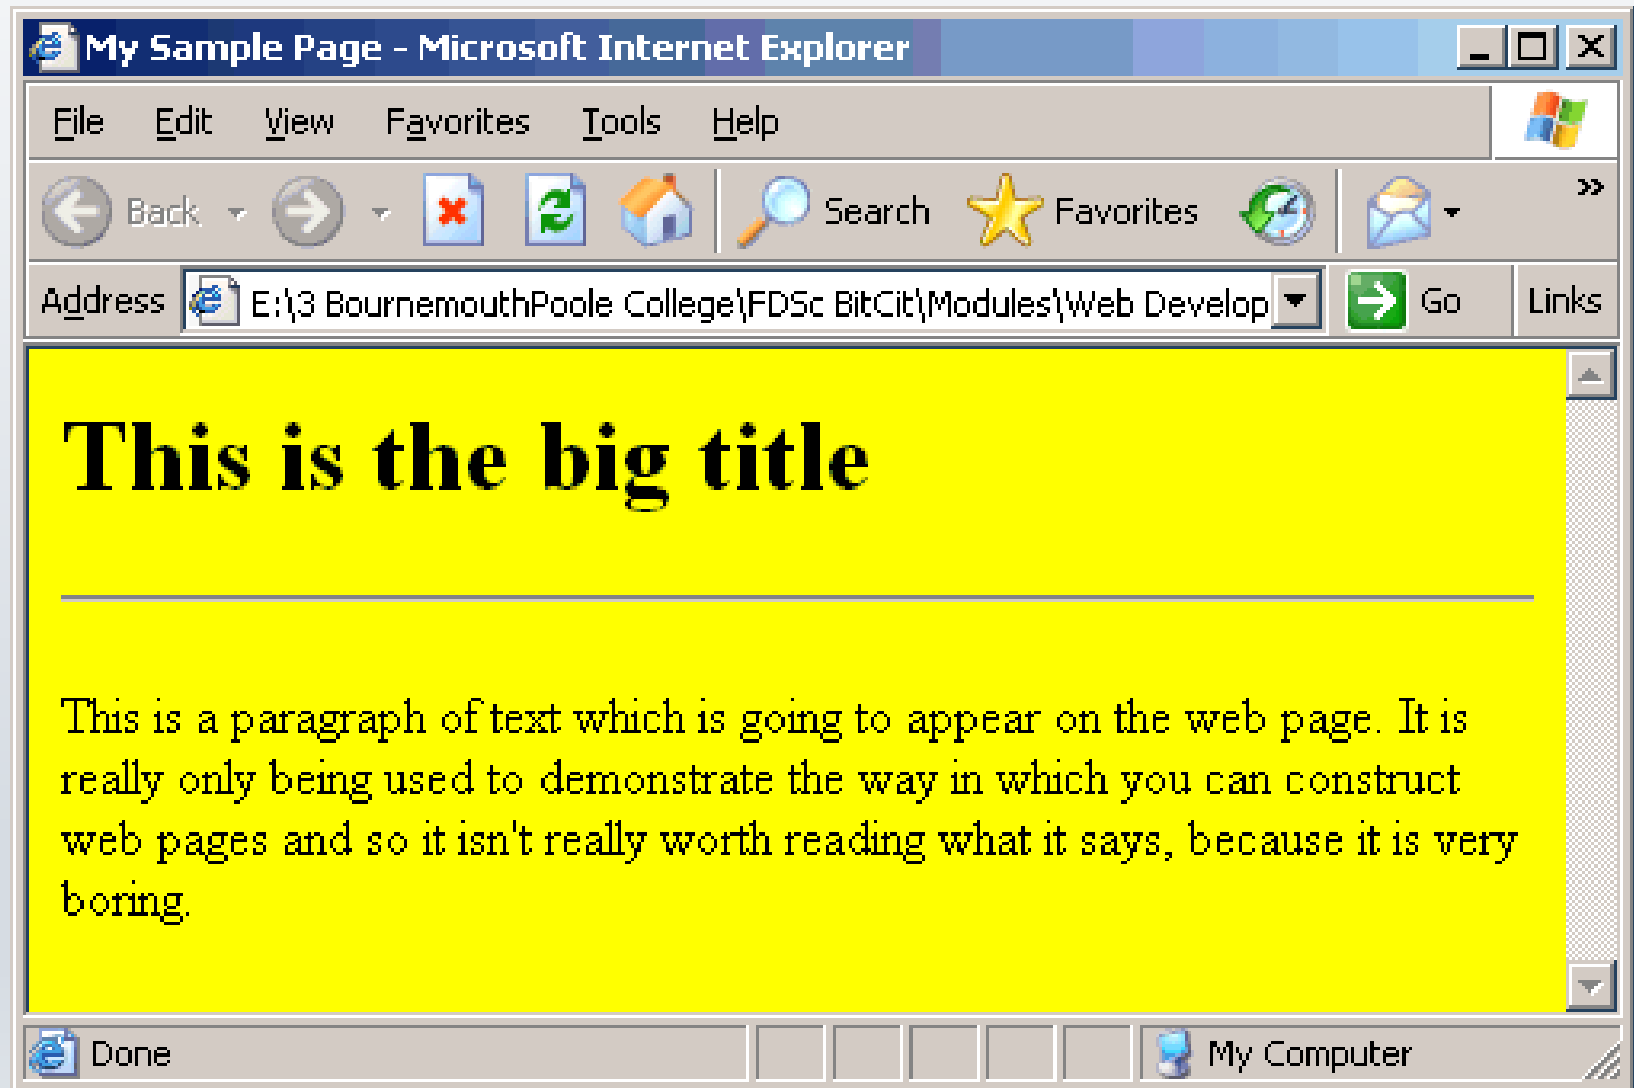 My Sample Page - Microsoft Internet Explorer
File Edit View Favorites Tools Help
Back Search Favorites »
Address E:\3 BournemouthPoole College\FDSc BitCit\Modules\Web Develop Go Links
This is the big title
This is a paragraph of text which is going to appear on the web page. It is
really only being used to demonstrate the way in which you can construct
web pages and so it isn't really worth reading what it says, because it is very
boring.
Done My Computer